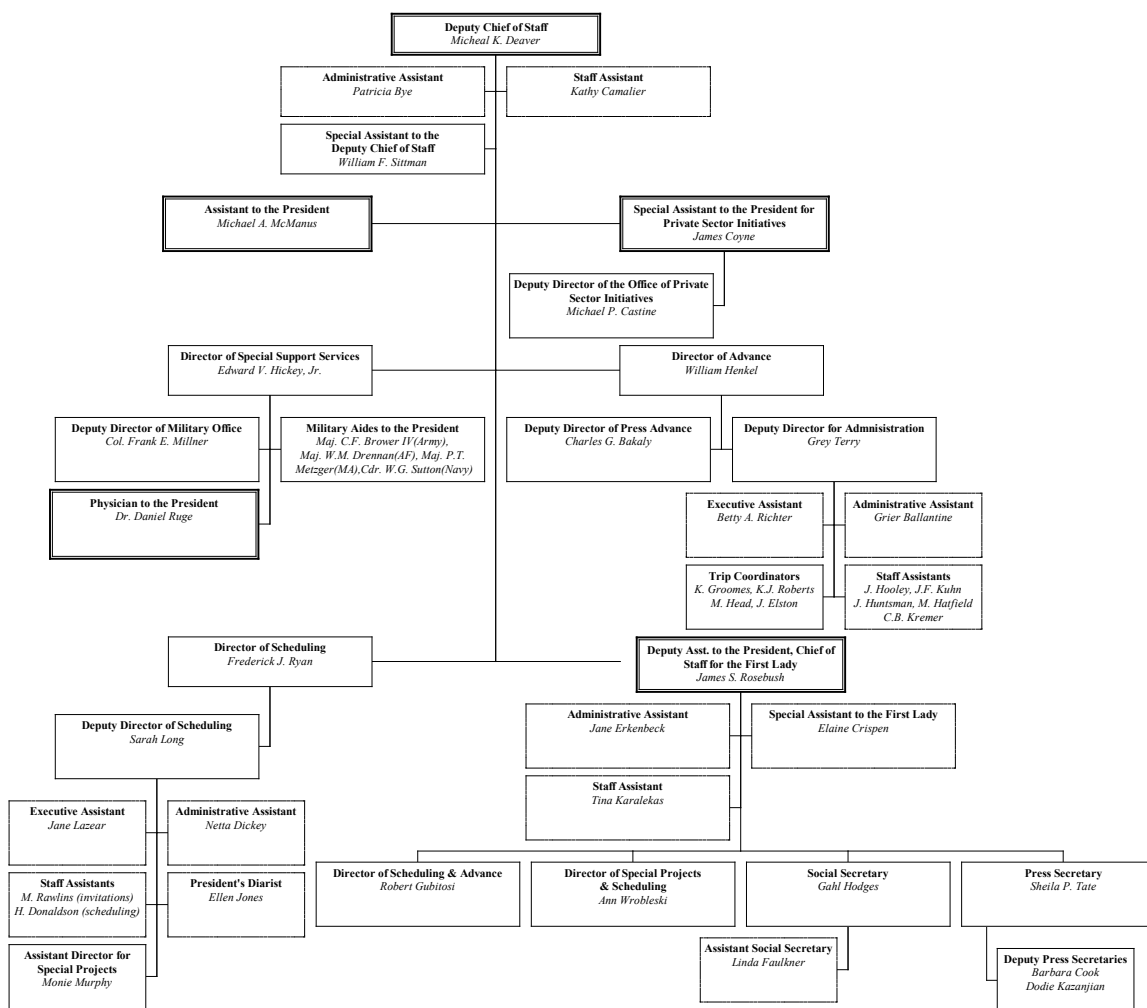 Deputy Chief of Staff
Micheal K. Deaver
Administrative Assistant
Patricia Bye
Staff Assistant
Kathy Camalier
Special Assistant to the
Deputy Chief of Staff
William F. Sittman
Assistant to the President
Michael A. McManus
Special Assistant to the President for
Private Sector Initiatives
James Coyne
Deputy Director of the Office of Private
Sector Initiatives
Michael P. Castine
Director of Special Support Services
Edward V. Hickey, Jr.
Director of Advance
William Henkel
Deputy Director of Military Office
Col. Frank E. Millner
Military Aides to the President
Maj. C.F. Brower IV(Army),
Maj. W.M. Drennan(AF), Maj. P.T.
Metzger(MA),Cdr. W.G. Sutton(Navy)
Deputy Director of Press Advance
Charles G. Bakaly
Deputy Director for Admnisistration
Grey Terry
Physician to the President
Dr. Daniel Ruge
Executive Assistant
Betty A. Richter
Administrative Assistant
Grier Ballantine
Trip Coordinators
K. Groomes, K.J. Roberts
M. Head, J. Elston
Staff Assistants
J. Hooley, J.F. Kuhn
J. Huntsman, M. Hatfield
C.B. Kremer
Director of Scheduling
Frederick J. Ryan
Deputy Asst. to the President, Chief of
Staff for the First Lady
James S. Rosebush
Deputy Director of Scheduling
Sarah Long
Administrative Assistant
Jane Erkenbeck
Special Assistant to the First Lady
Elaine Crispen
Staff Assistant
Tina Karalekas
Executive Assistant
Jane Lazear
Administrative Assistant
Netta Dickey
Staff Assistants
M. Rawlins (invitations)
H. Donaldson (scheduling)
President's Diarist
Ellen Jones
Assistant Director for
Special Projects
Monie Murphy
Director of Scheduling & Advance
Robert Gubitosi
Director of Special Projects
& Scheduling
Ann Wrobleski
Social Secretary
Gahl Hodges
Press Secretary
Sheila P. Tate
Assistant Social Secretary
Linda Faulkner
Deputy Press Secretaries
Barbara Cook
Dodie Kazanjian